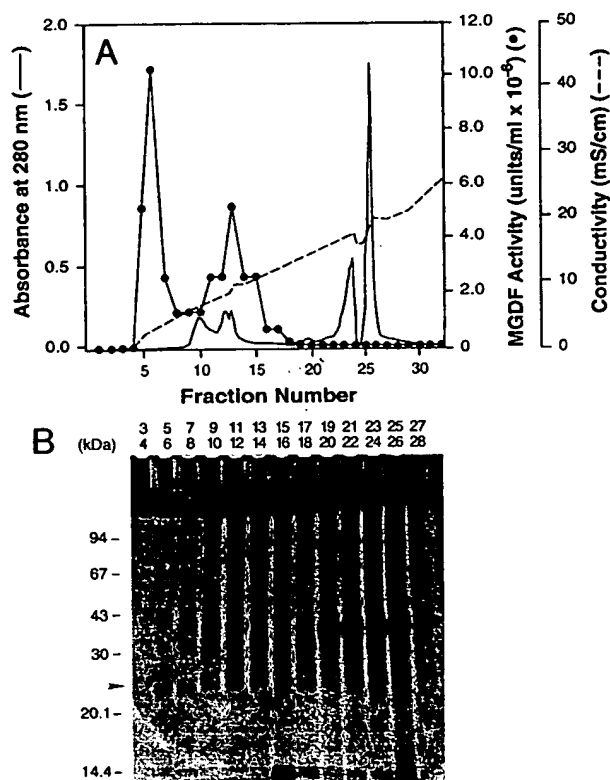 A
2.0
1.5
1.0
0.5
0.0
Absorbance at 280 nm (——)
12.0
10.0
8.0
6.0
4.0
2.0
0
MGDF Activity (units/ml x 10⁻⁶) (●)
50
40
30
20
10
0
Conductivity (mS/cm) (---)
5 10 15 20 25 30
Fraction Number
B
(kDa)
3 5 7 9 11 13 15 17 19 21 23 25 27
4 6 8 10 12 14 16 18 20 22 24 26 28
94
67
43
30
20.1
14.4